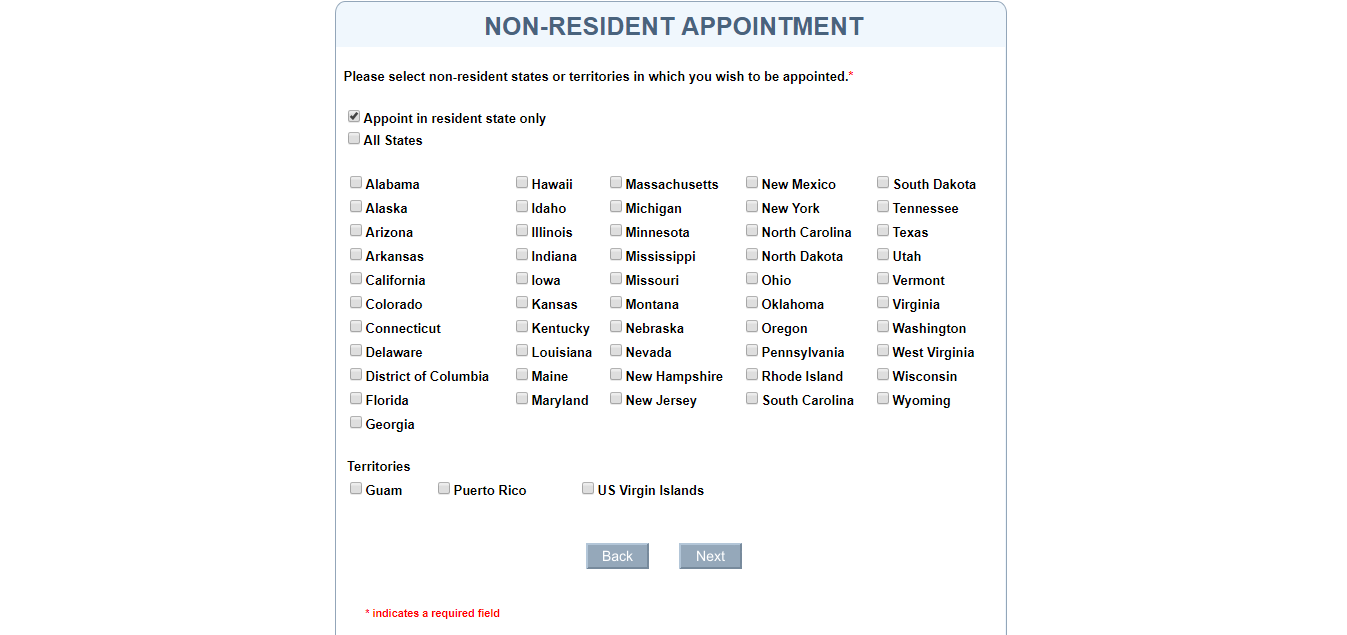 NON-RESIDENT APPOINTMENT
Please select non-resident states or territories in which you wish to be appointed.*
Appoint in resident state only
All States
Alabama Hawaii Massachusetts New Mexico South Dakota
Alaska Idaho Michigan New York Tennessee
Arizona Illinois Minnesota North Carolina Texas
Arkansas Indiana Mississippi North Dakota Utah
California Iowa Missouri Ohio Vermont
Colorado Kansas Montana Oklahoma Virginia
Connecticut Kentucky Nebraska Oregon Washington
Delaware Louisiana Nevada Pennsylvania West Virginia
District of Columbia Maine New Hampshire Rhode Island Wisconsin
Florida Maryland New Jersey South Carolina Wyoming
Georgia
Territories
Guam Puerto Rico US Virgin Islands
Back Next
* indicates a required field